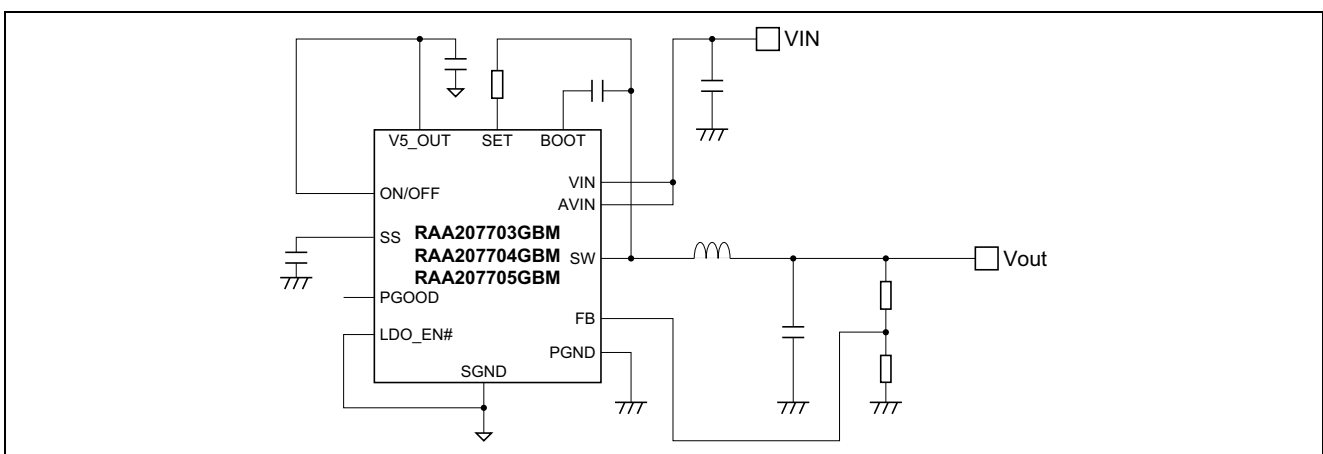 VIN
V5_OUT SET BOOT
VIN
ON/OFF
AVIN
SS
RAA207703GBM
RAA207704GBM
SW
RAA207705GBM
Vout
PGOOD
FB
LDO_EN#
PGND
SGND